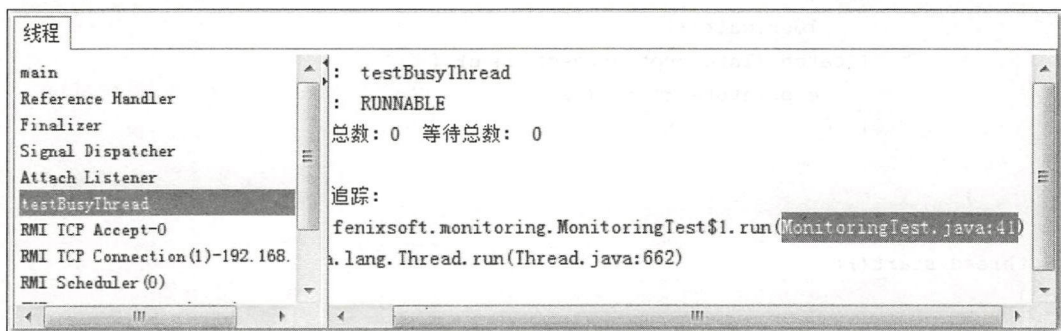 线程
main
Reference Handler
Finalizer
Signal Dispatcher
Attach Listener
testBusyThread
RMI TCP Accept-0
RMI TCP Connection(1)-192.168.
RMI Scheduler(0)
: testBusyThread
: RUNNABLE
总数: 0 等待总数: 0
追踪:
fenixsoft.monitoring.MonitoringTest$1.run(MonitoringTest.java:41)
a.lang.Thread.run(Thread.java:662)